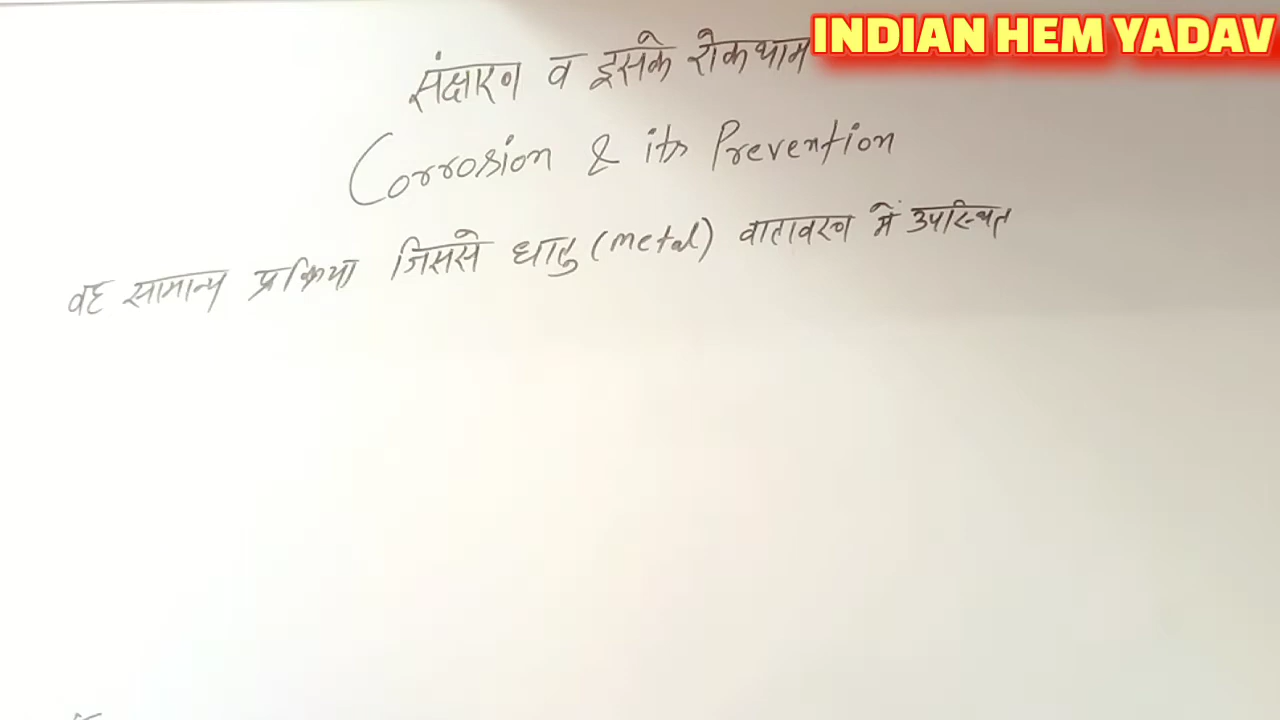 INDIAN HEM YADAV
संक्षारण व इसके रोकथाम
Corrosion & its Prevention
वह सामान्य प्रक्रिया जिससे धातु (metal) वातावरण में उपस्थित